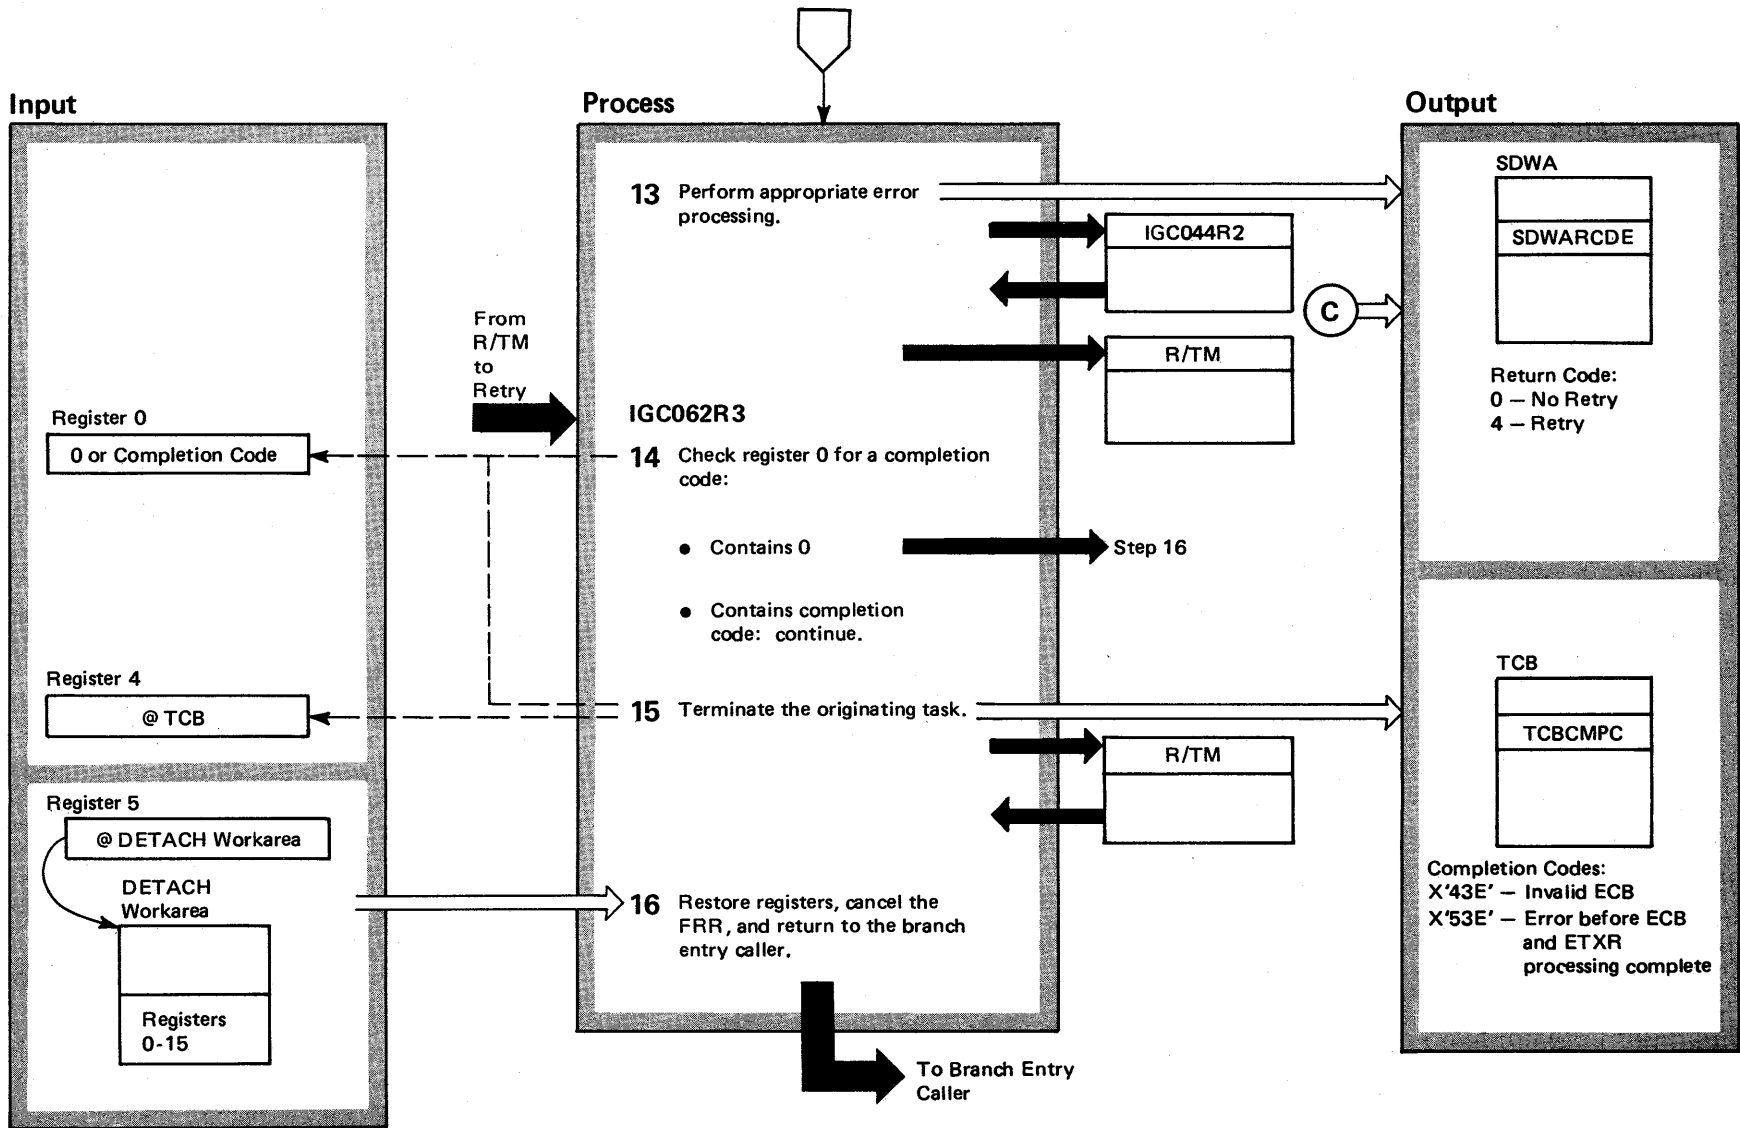 Input
Process
Output
13 Perform appropriate error
processing.
IGC044R2
R/TM
SDWA
SDWARCDE
C
Return Code:
0 — No Retry
4 — Retry
From
R/TM
to
Retry
IGC062R3
Register 0
0 or Completion Code
14 Check register 0 for a completion
code:
• Contains 0
Step 16
• Contains completion
code: continue.
Register 4
@ TCB
15 Terminate the originating task.
R/TM
TCB
TCBCMPC
Completion Codes:
X'43E' — Invalid ECB
X'53E' — Error before ECB
and ETXR
processing complete
Register 5
@ DETACH Workarea
DETACH
Workarea
Registers
0-15
16 Restore registers, cancel the
FRR, and return to the branch
entry caller.
To Branch Entry
Caller